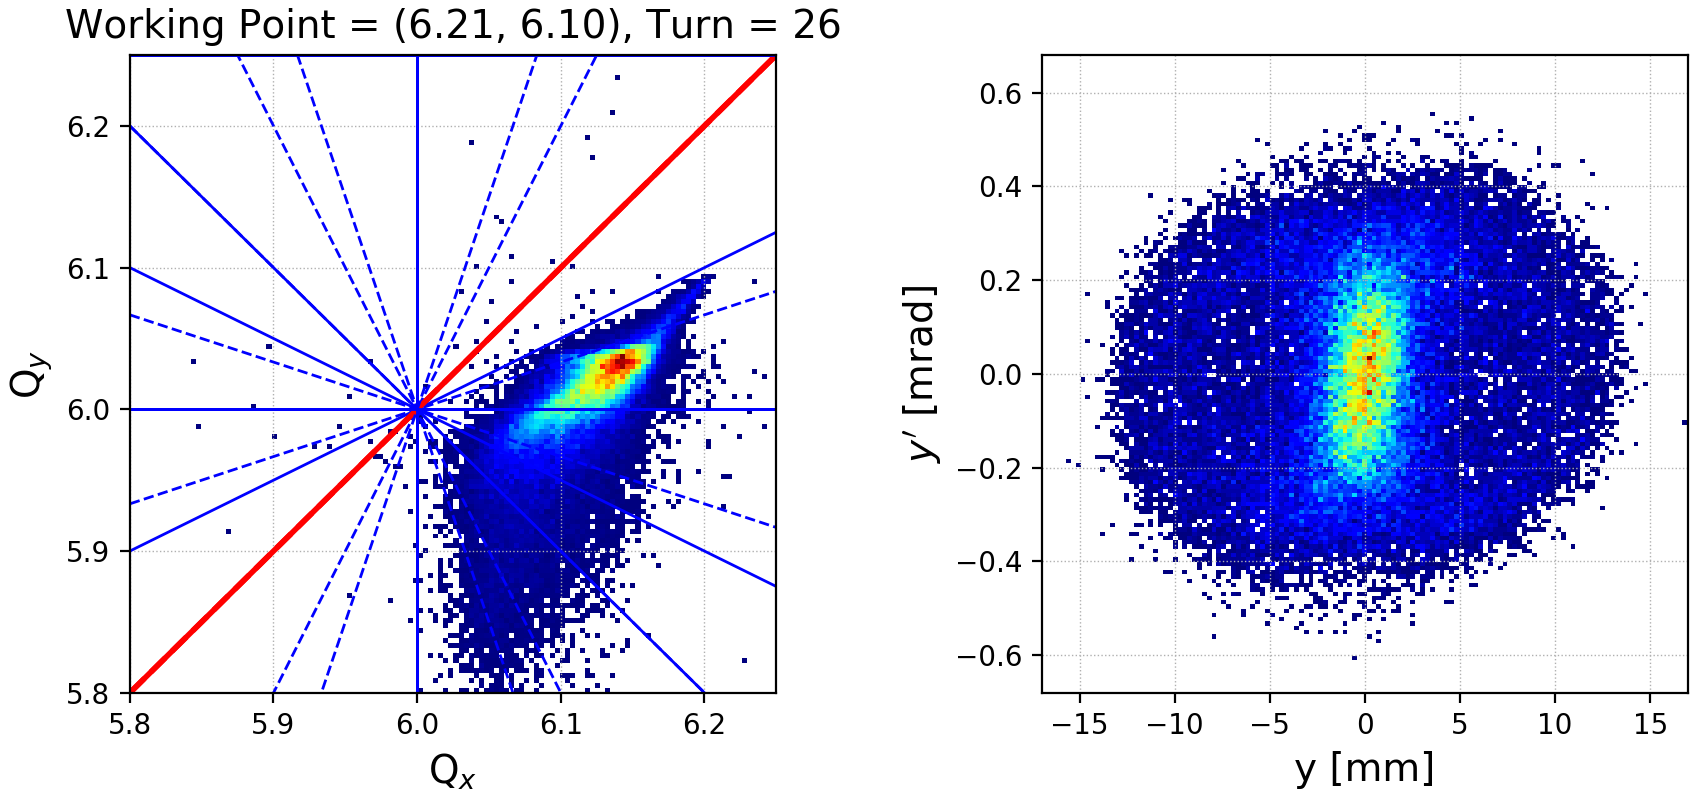 Working Point = (6.21, 6.10), Turn = 26
6.2
6.1
6.0
5.9
5.8
5.8 5.9 6.0 6.1 6.2
Qx
Qy
0.6
0.4
0.2
0.0
−0.2
−0.4
−0.6
−15 −10 −5 0 5 10 15
y [mm]
y′ [mrad]